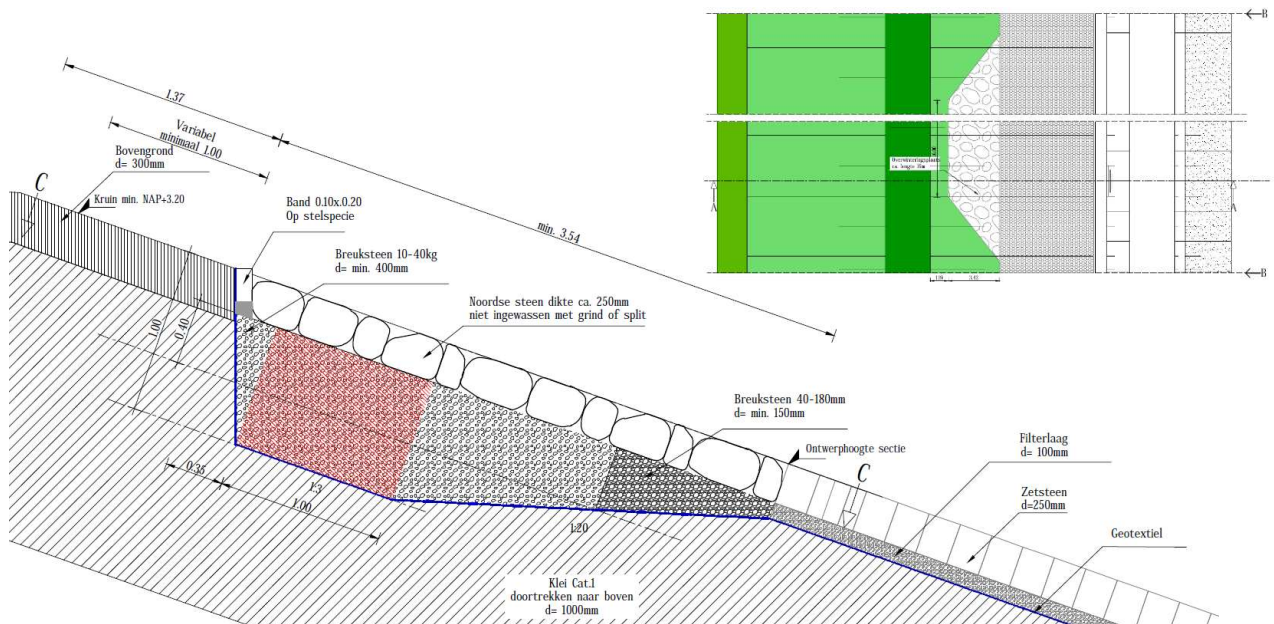 1.37
Variabel
minimaal 1.00
Bovengrond
d= 300mm
C
Kruin min. NAP+3.20
Band 0.10x.0.20
Op stelspecie
min. 3.54
Breuksteen 10-40kg
d= min. 400mm
Noordse steen dikte ca. 250mm
niet ingewassen met grind of split
1.00
0.40
Breuksteen 40-180mm
d= min. 150mm
Ontwerphoogte sectie
C
Filterlaag
d= 100mm
Zetsteen
d=250mm
Geotextiel
0.35
1:3
1.00
1:20
Klei Cat.1
doortrekken naar boven
d= 1000mm
B
A
A
B